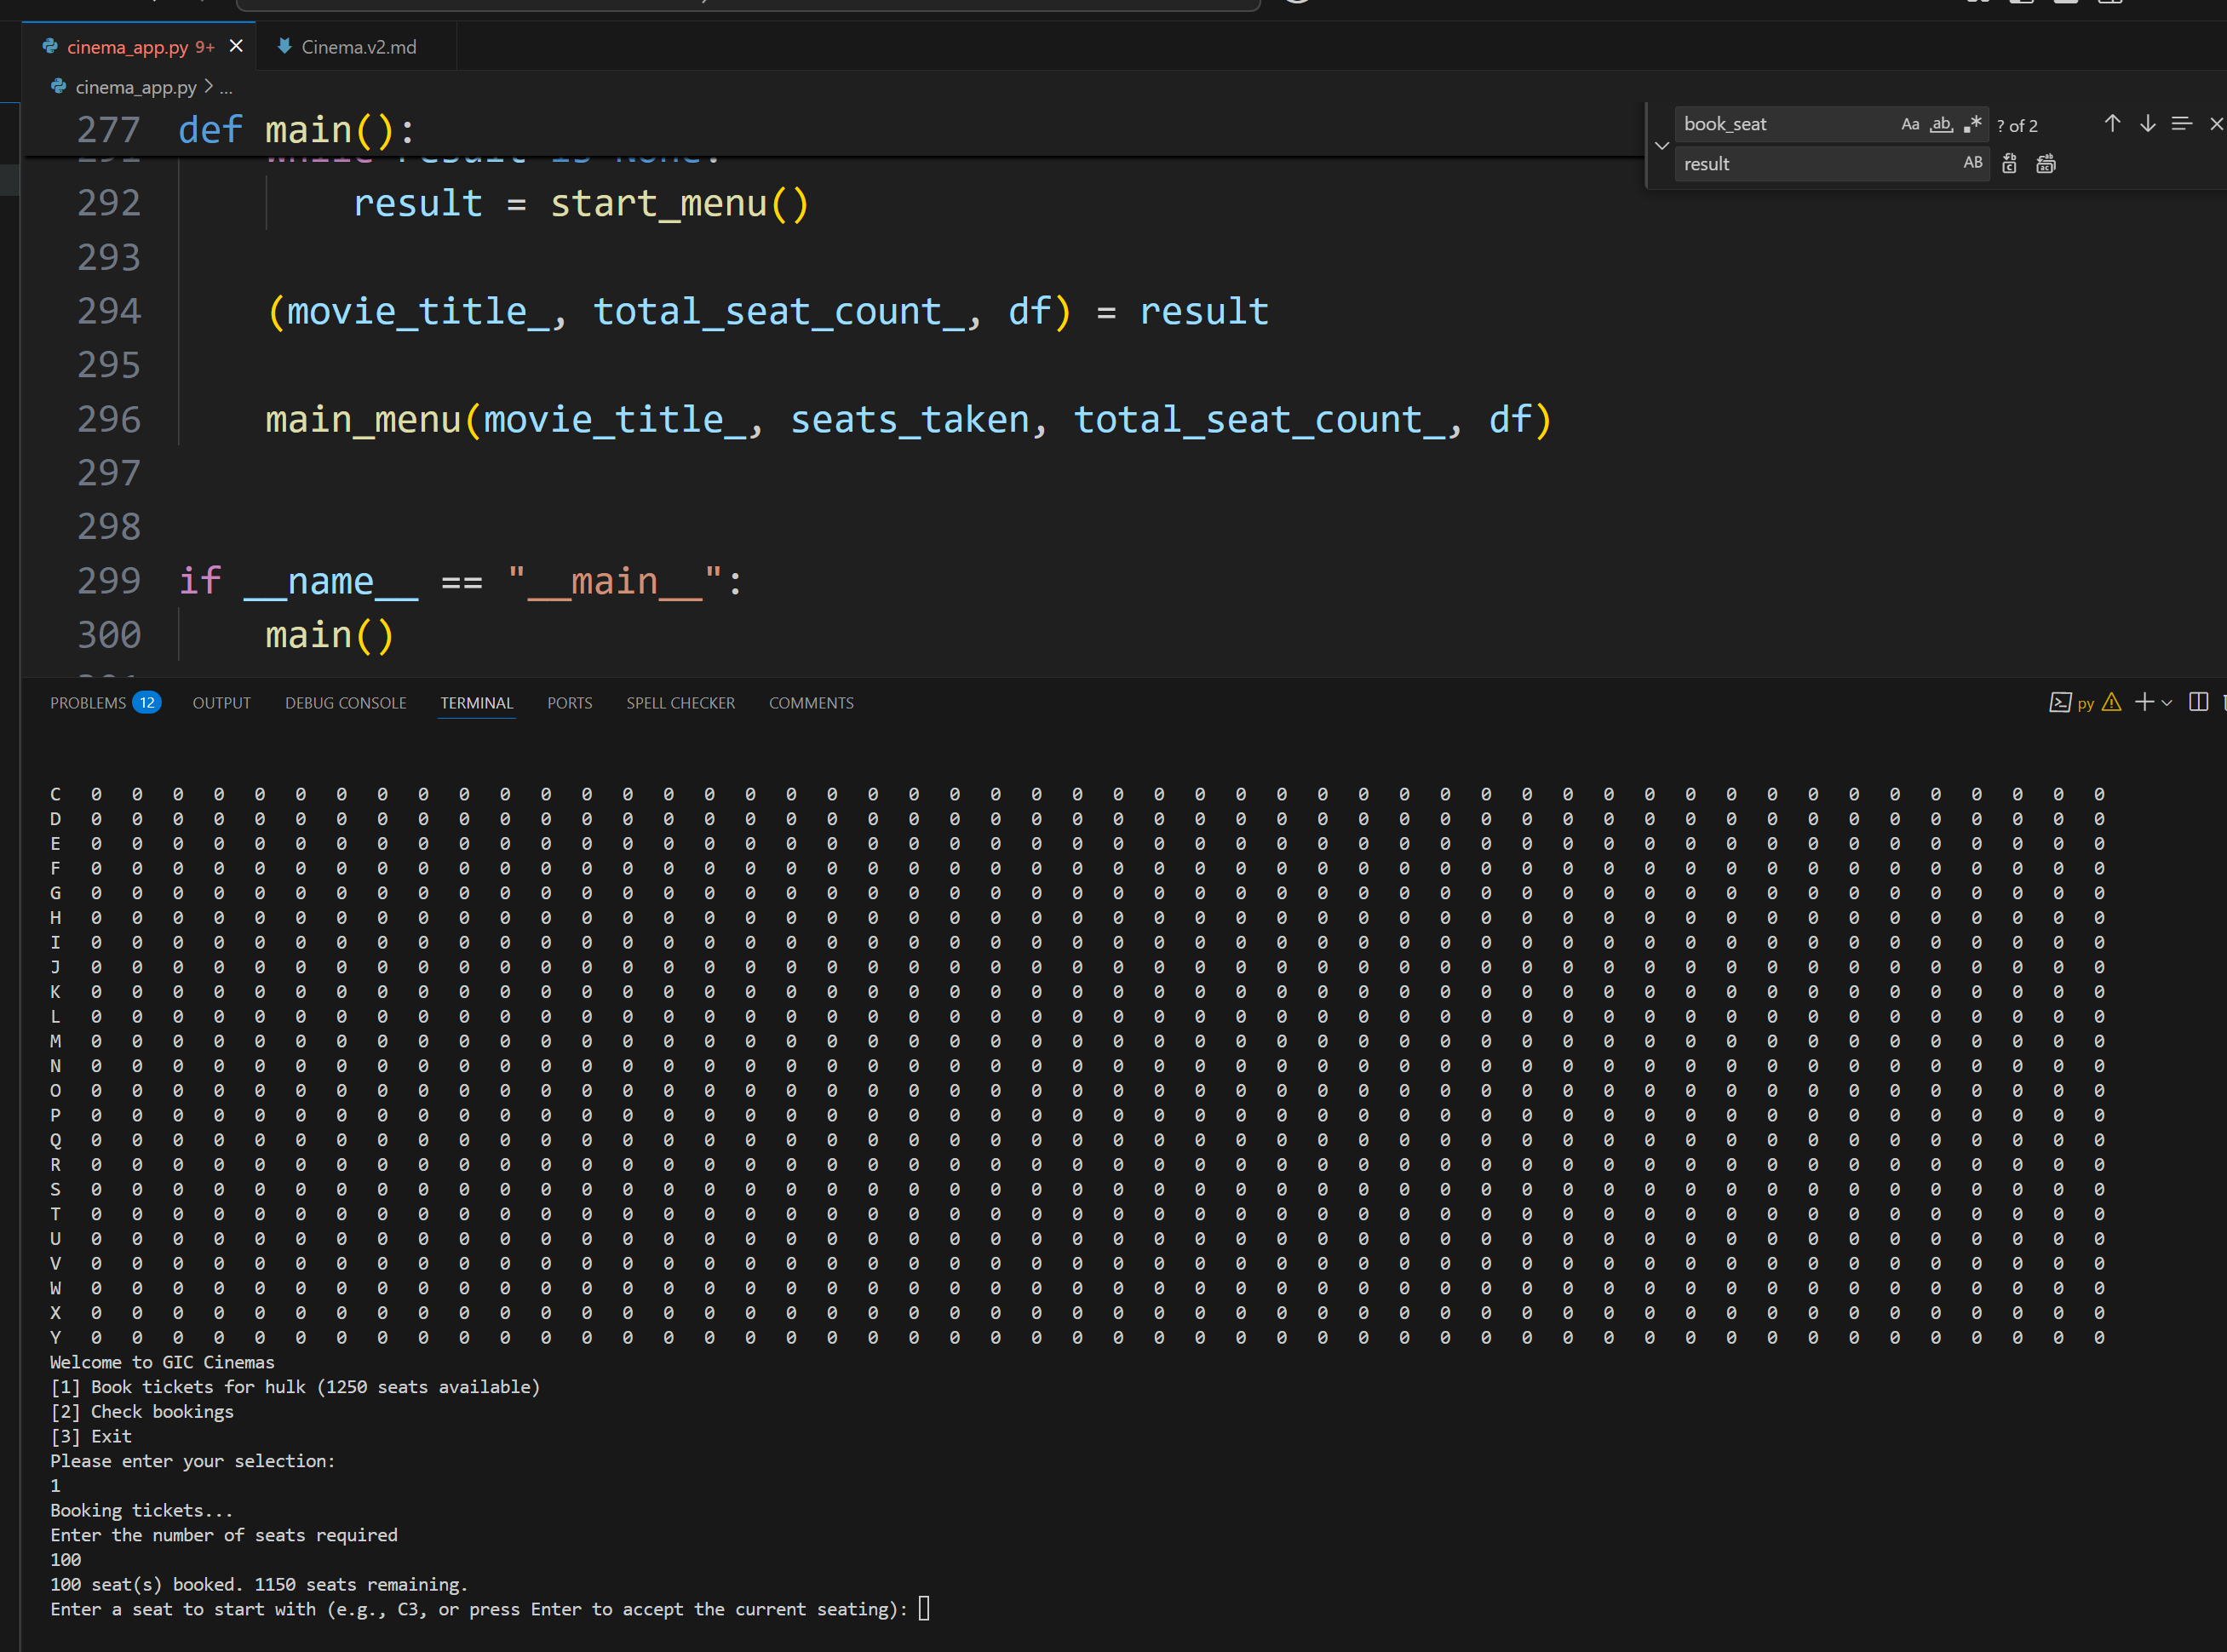 cinema_app.py 9+
Cinema.v2.md
cinema_app.py > ...
book_seat Aa ab .* ? of 2
result AB
277 def main():
292 result = start_menu()
293
294 (movie_title_, total_seat_count_, df) = result
295
296 main_menu(movie_title_, seats_taken, total_seat_count_, df)
297
298
299 if __name__ == "__main__":
300 main()
PROBLEMS 12 OUTPUT DEBUG CONSOLE TERMINAL PORTS SPELL CHECKER COMMENTS py
C 0 0 0 0 0 0 0 0 0 0 0 0 0 0 0 0 0 0 0 0 0 0 0 0 0 0 0 0 0 0 0 0 0 0 0 0 0 0 0 0 0 0 0 0 0 0 0 0 0 0
D 0 0 0 0 0 0 0 0 0 0 0 0 0 0 0 0 0 0 0 0 0 0 0 0 0 0 0 0 0 0 0 0 0 0 0 0 0 0 0 0 0 0 0 0 0 0 0 0 0 0
E 0 0 0 0 0 0 0 0 0 0 0 0 0 0 0 0 0 0 0 0 0 0 0 0 0 0 0 0 0 0 0 0 0 0 0 0 0 0 0 0 0 0 0 0 0 0 0 0 0 0
F 0 0 0 0 0 0 0 0 0 0 0 0 0 0 0 0 0 0 0 0 0 0 0 0 0 0 0 0 0 0 0 0 0 0 0 0 0 0 0 0 0 0 0 0 0 0 0 0 0 0
G 0 0 0 0 0 0 0 0 0 0 0 0 0 0 0 0 0 0 0 0 0 0 0 0 0 0 0 0 0 0 0 0 0 0 0 0 0 0 0 0 0 0 0 0 0 0 0 0 0 0
H 0 0 0 0 0 0 0 0 0 0 0 0 0 0 0 0 0 0 0 0 0 0 0 0 0 0 0 0 0 0 0 0 0 0 0 0 0 0 0 0 0 0 0 0 0 0 0 0 0 0
I 0 0 0 0 0 0 0 0 0 0 0 0 0 0 0 0 0 0 0 0 0 0 0 0 0 0 0 0 0 0 0 0 0 0 0 0 0 0 0 0 0 0 0 0 0 0 0 0 0 0
J 0 0 0 0 0 0 0 0 0 0 0 0 0 0 0 0 0 0 0 0 0 0 0 0 0 0 0 0 0 0 0 0 0 0 0 0 0 0 0 0 0 0 0 0 0 0 0 0 0 0
K 0 0 0 0 0 0 0 0 0 0 0 0 0 0 0 0 0 0 0 0 0 0 0 0 0 0 0 0 0 0 0 0 0 0 0 0 0 0 0 0 0 0 0 0 0 0 0 0 0 0
L 0 0 0 0 0 0 0 0 0 0 0 0 0 0 0 0 0 0 0 0 0 0 0 0 0 0 0 0 0 0 0 0 0 0 0 0 0 0 0 0 0 0 0 0 0 0 0 0 0 0
M 0 0 0 0 0 0 0 0 0 0 0 0 0 0 0 0 0 0 0 0 0 0 0 0 0 0 0 0 0 0 0 0 0 0 0 0 0 0 0 0 0 0 0 0 0 0 0 0 0 0
N 0 0 0 0 0 0 0 0 0 0 0 0 0 0 0 0 0 0 0 0 0 0 0 0 0 0 0 0 0 0 0 0 0 0 0 0 0 0 0 0 0 0 0 0 0 0 0 0 0 0
O 0 0 0 0 0 0 0 0 0 0 0 0 0 0 0 0 0 0 0 0 0 0 0 0 0 0 0 0 0 0 0 0 0 0 0 0 0 0 0 0 0 0 0 0 0 0 0 0 0 0
P 0 0 0 0 0 0 0 0 0 0 0 0 0 0 0 0 0 0 0 0 0 0 0 0 0 0 0 0 0 0 0 0 0 0 0 0 0 0 0 0 0 0 0 0 0 0 0 0 0 0
Q 0 0 0 0 0 0 0 0 0 0 0 0 0 0 0 0 0 0 0 0 0 0 0 0 0 0 0 0 0 0 0 0 0 0 0 0 0 0 0 0 0 0 0 0 0 0 0 0 0 0
R 0 0 0 0 0 0 0 0 0 0 0 0 0 0 0 0 0 0 0 0 0 0 0 0 0 0 0 0 0 0 0 0 0 0 0 0 0 0 0 0 0 0 0 0 0 0 0 0 0 0
S 0 0 0 0 0 0 0 0 0 0 0 0 0 0 0 0 0 0 0 0 0 0 0 0 0 0 0 0 0 0 0 0 0 0 0 0 0 0 0 0 0 0 0 0 0 0 0 0 0 0
T 0 0 0 0 0 0 0 0 0 0 0 0 0 0 0 0 0 0 0 0 0 0 0 0 0 0 0 0 0 0 0 0 0 0 0 0 0 0 0 0 0 0 0 0 0 0 0 0 0 0
U 0 0 0 0 0 0 0 0 0 0 0 0 0 0 0 0 0 0 0 0 0 0 0 0 0 0 0 0 0 0 0 0 0 0 0 0 0 0 0 0 0 0 0 0 0 0 0 0 0 0
V 0 0 0 0 0 0 0 0 0 0 0 0 0 0 0 0 0 0 0 0 0 0 0 0 0 0 0 0 0 0 0 0 0 0 0 0 0 0 0 0 0 0 0 0 0 0 0 0 0 0
W 0 0 0 0 0 0 0 0 0 0 0 0 0 0 0 0 0 0 0 0 0 0 0 0 0 0 0 0 0 0 0 0 0 0 0 0 0 0 0 0 0 0 0 0 0 0 0 0 0 0
X 0 0 0 0 0 0 0 0 0 0 0 0 0 0 0 0 0 0 0 0 0 0 0 0 0 0 0 0 0 0 0 0 0 0 0 0 0 0 0 0 0 0 0 0 0 0 0 0 0 0
Y 0 0 0 0 0 0 0 0 0 0 0 0 0 0 0 0 0 0 0 0 0 0 0 0 0 0 0 0 0 0 0 0 0 0 0 0 0 0 0 0 0 0 0 0 0 0 0 0 0 0
Welcome to GIC Cinemas
[1] Book tickets for hulk (1250 seats available)
[2] Check bookings
[3] Exit
Please enter your selection:
1
Booking tickets...
Enter the number of seats required
100
100 seat(s) booked. 1150 seats remaining.
Enter a seat to start with (e.g., C3, or press Enter to accept the current seating):